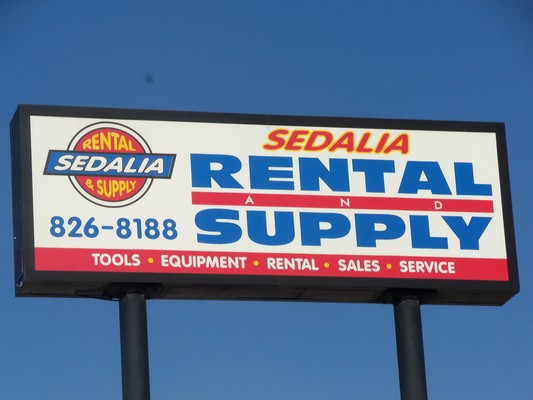 RENTAL
SEDALIA
& SUPPLY
826-8188
SEDALIA
RENTAL
AND
SUPPLY
TOOLS • EQUIPMENT • RENTAL • SALES • SERVICE